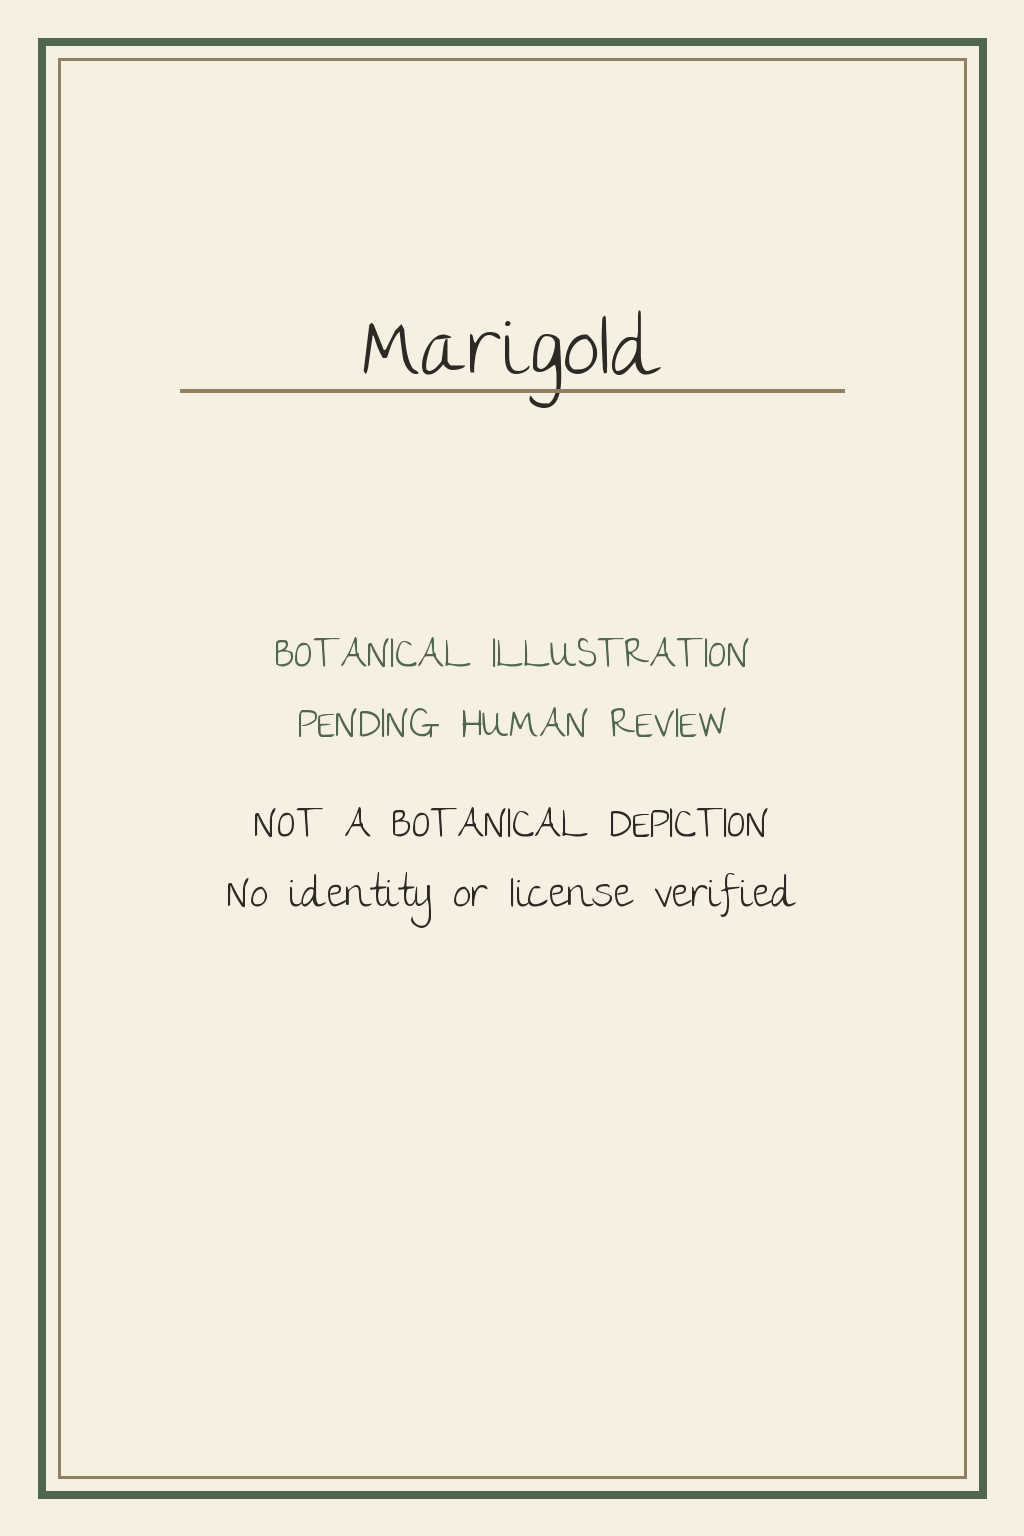 Marigold
BOTANICAL ILLUSTRATION
PENDING HUMAN REVIEW
NOT A BOTANICAL DEPICTION
No identity or license verified